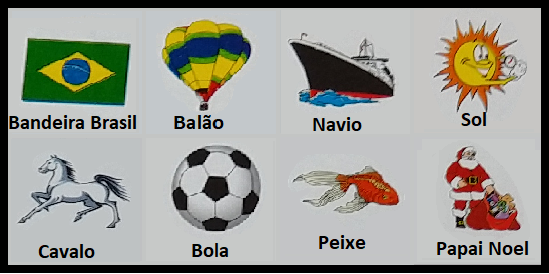 Bandeira Brasil
Balão
Navio
Sol
Cavalo
Bola
Peixe
Papai Noel